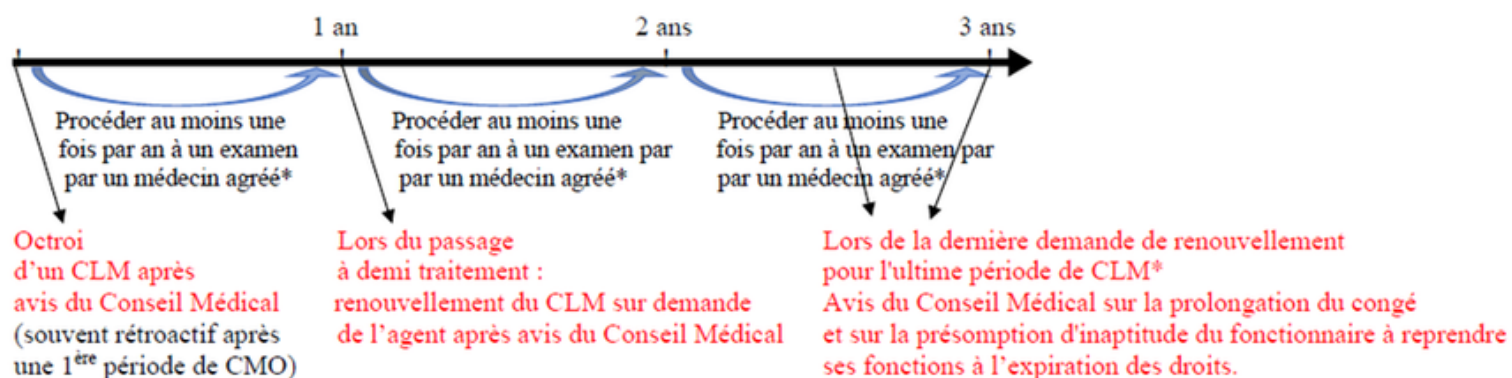 1 an
2 ans
3 ans
Procéder au moins une
fois par an à un examen
par un médecin agréé*
Procéder au moins une
fois par an à un examen par
par un médecin agréé*
Procéder au moins une
fois par an à un examen par
par un médecin agréé*
Octroi
d'un CLM après
avis du Conseil Médical
(souvent rétroactif après
une 1ère période de CMO)
Lors du passage
à demi traitement :
renouvellement du CLM sur demande
de l'agent après avis du Conseil Médical
Lors de la dernière demande de renouvellement
pour l'ultime période de CLM*
Avis du Conseil Médical sur la prolongation du congé
et sur la présomption d'inaptitude du fonctionnaire à reprendre
ses fonctions à l'expiration des droits.